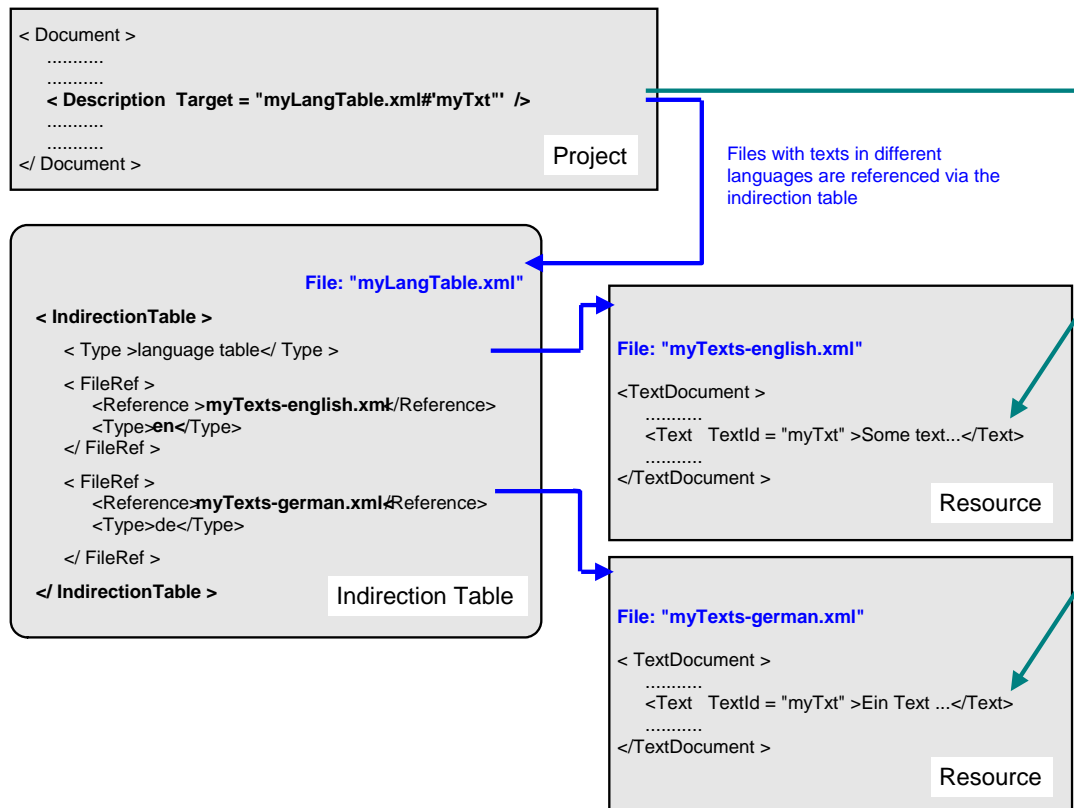 < Document >
...........
...........
< Description Target = "myLangTable.xml#'myTxt"' />
...........
...........
</ Document >
Project
Files with texts in different
languages are referenced via the
indirection table
File: "myLangTable.xml"
< IndirectionTable >
< Type >language table</ Type >
< FileRef >
<Reference >myTexts-english.xml</Reference>
<Type>en</Type>
</ FileRef >
< FileRef >
<Reference>myTexts-german.xml</Reference>
<Type>de</Type>
</ FileRef >
</ IndirectionTable >
Indirection Table
File: "myTexts-english.xml"
<TextDocument >
...........
<Text TextId = "myTxt" >Some text...</Text>
...........
</TextDocument >
Resource
File: "myTexts-german.xml"
< TextDocument >
...........
<Text TextId = "myTxt" >Ein Text ...</Text>
...........
</TextDocument >
Resource